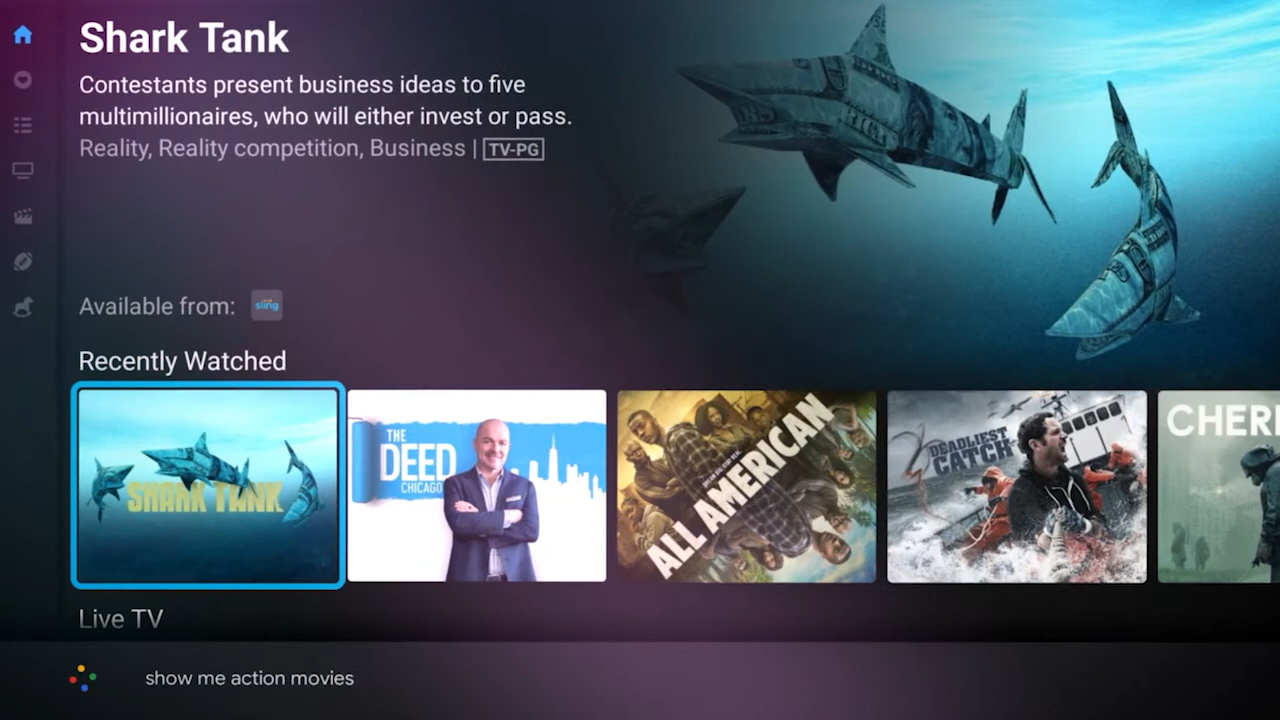 Shark Tank
Contestants present business ideas to five
multimillionaires, who will either invest or pass.
Reality, Reality competition, Business | TV-PG
Available from: sling
Recently Watched
SHARK TANK
THE
DEED
CHICAGO
ALL AMERICAN
DEADLIEST
CATCH
CHER
Live TV
show me action movies